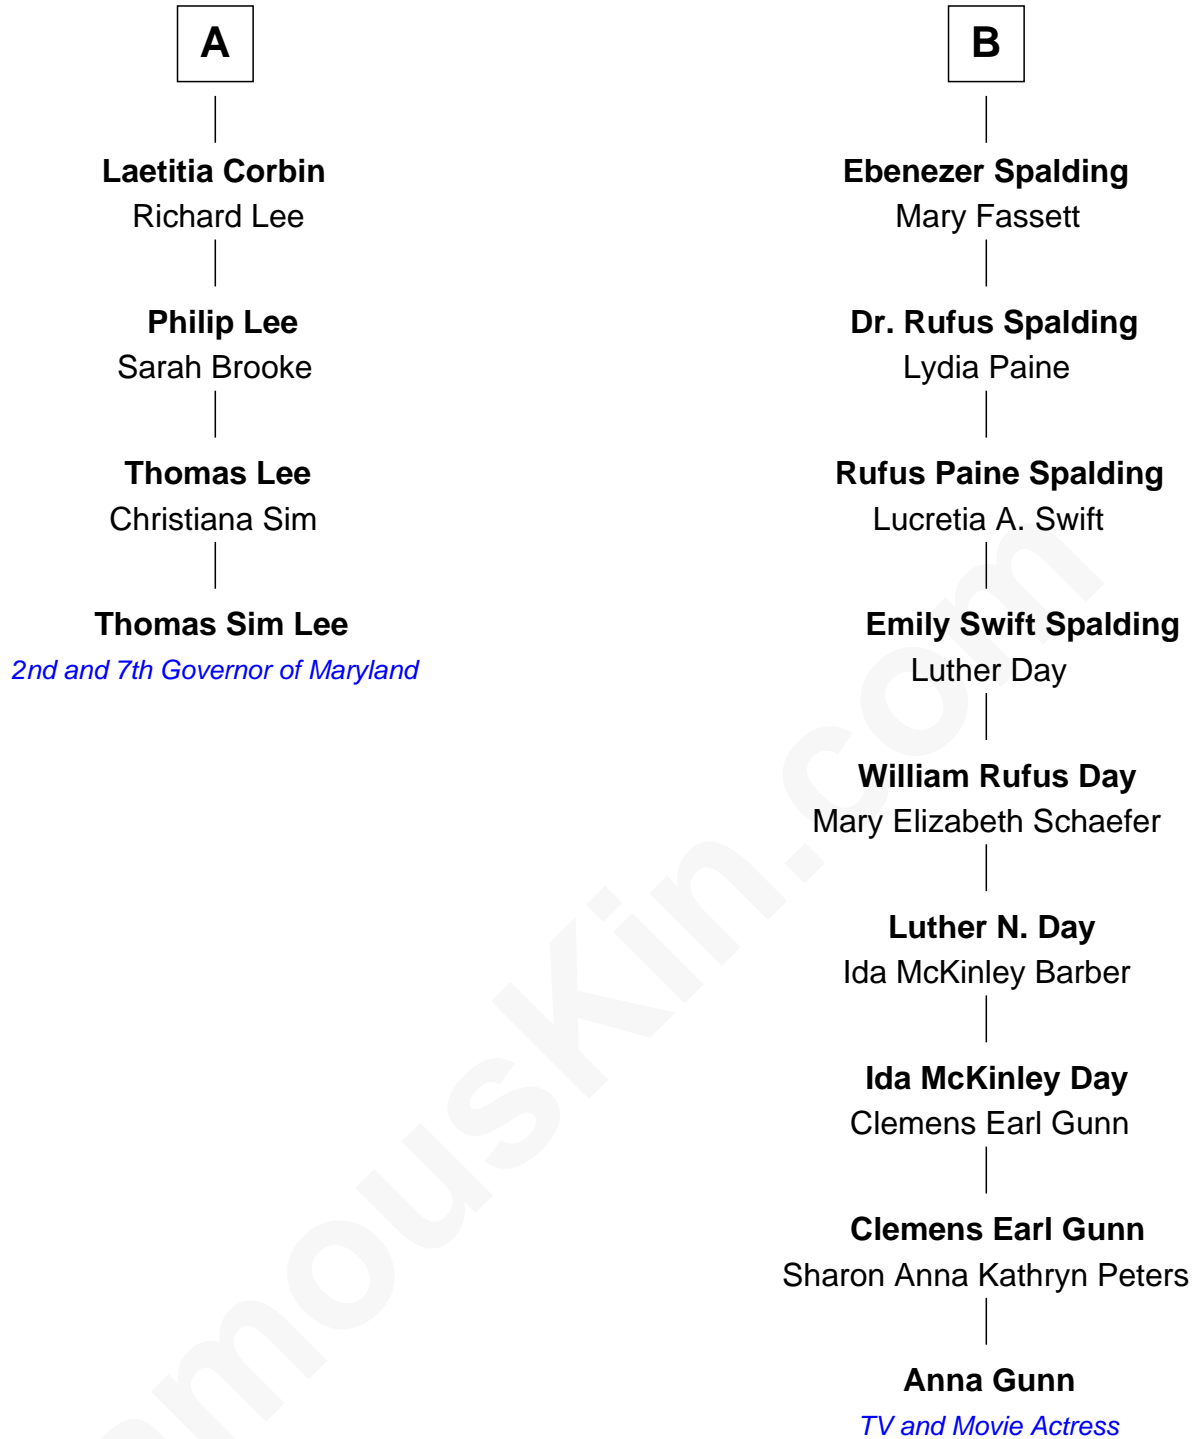 A
Laetitia Corbin
Richard Lee
Philip Lee
Sarah Brooke
Thomas Lee
Christiana Sim
Thomas Sim Lee
2nd and 7th Governor of Maryland
B
Ebenezer Spalding
Mary Fassett
Dr. Rufus Spalding
Lydia Paine
Rufus Paine Spalding
Lucretia A. Swift
Emily Swift Spalding
Luther Day
William Rufus Day
Mary Elizabeth Schaefer
Luther N. Day
Ida McKinley Barber
Ida McKinley Day
Clemens Earl Gunn
Clemens Earl Gunn
Sharon Anna Kathryn Peters
Anna Gunn
TV and Movie Actress
amousKin.com